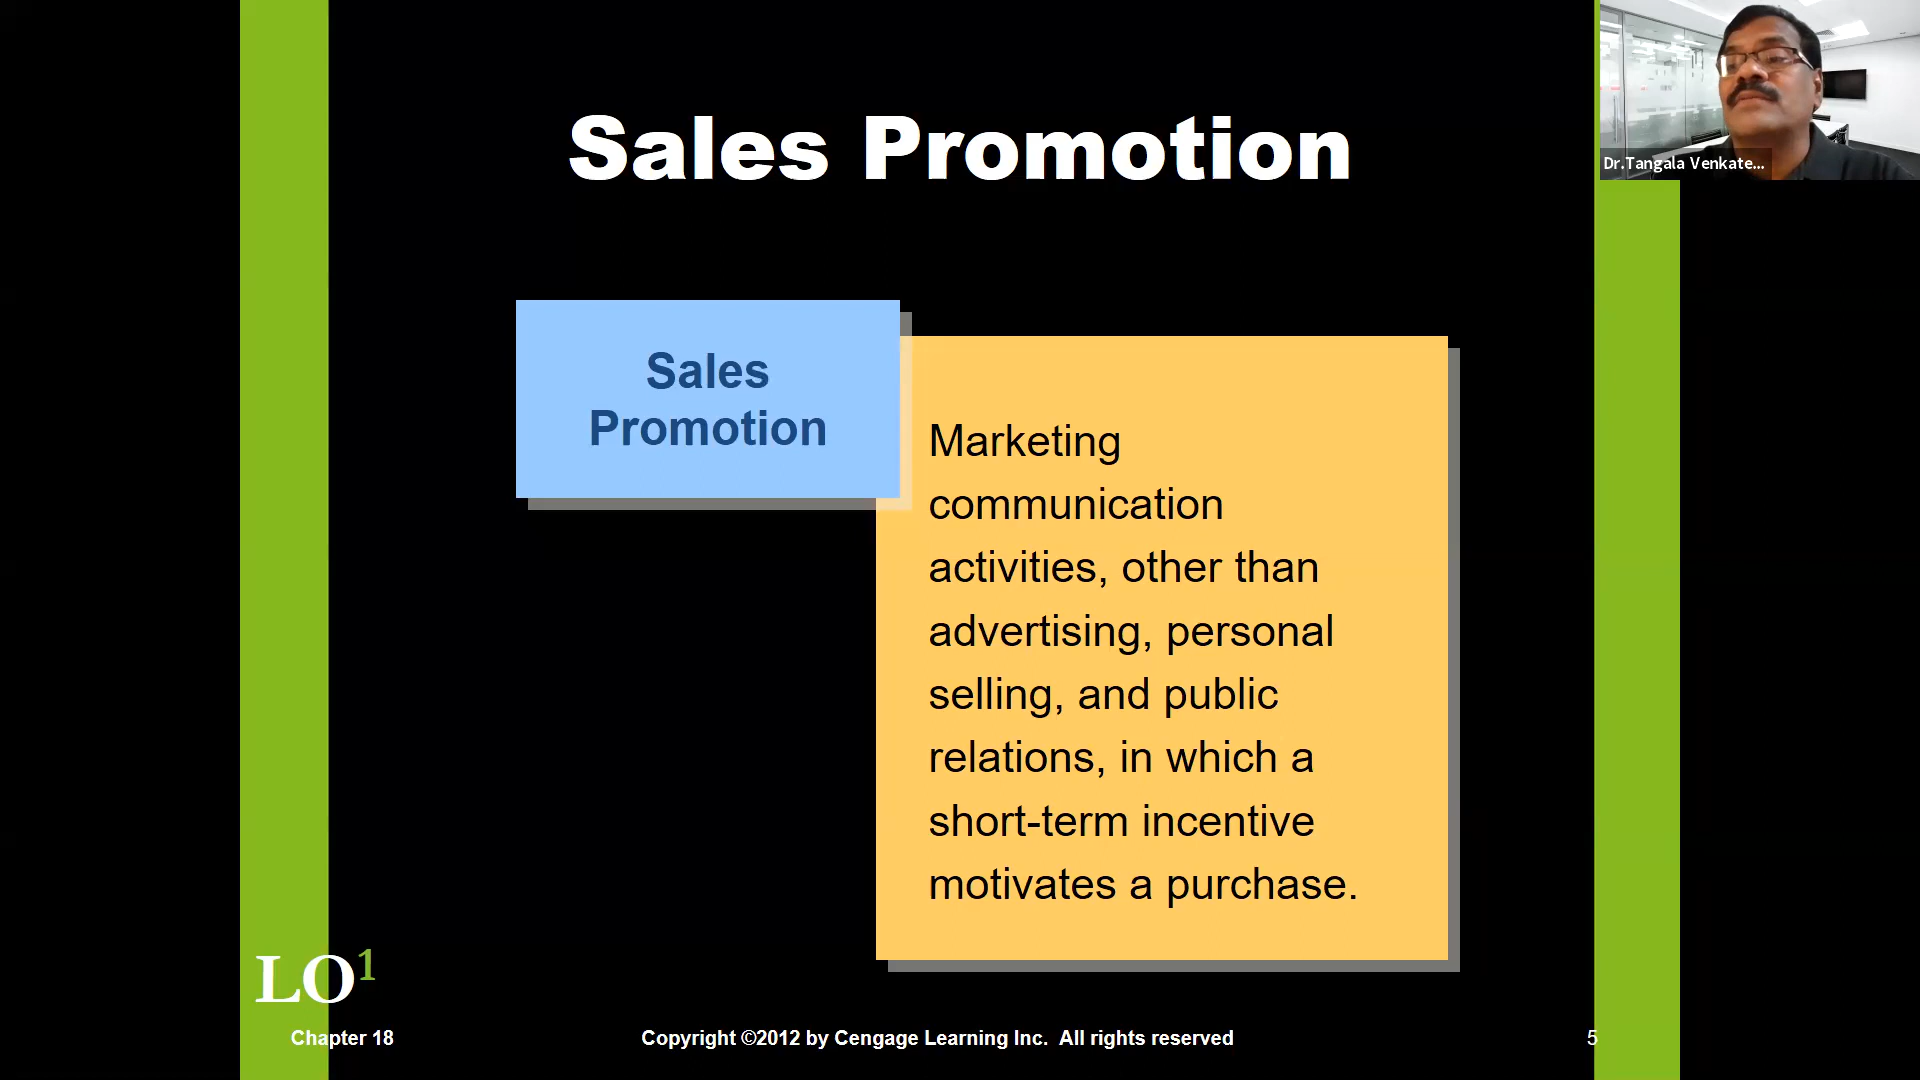 Sales Promotion
Dr.Tangala Venkate...
Sales
Promotion
Marketing
communication
activities, other than
advertising, personal
selling, and public
relations, in which a
short-term incentive
motivates a purchase.
LO1
Chapter 18
Copyright ©2012 by Cengage Learning Inc.  All rights reserved
5